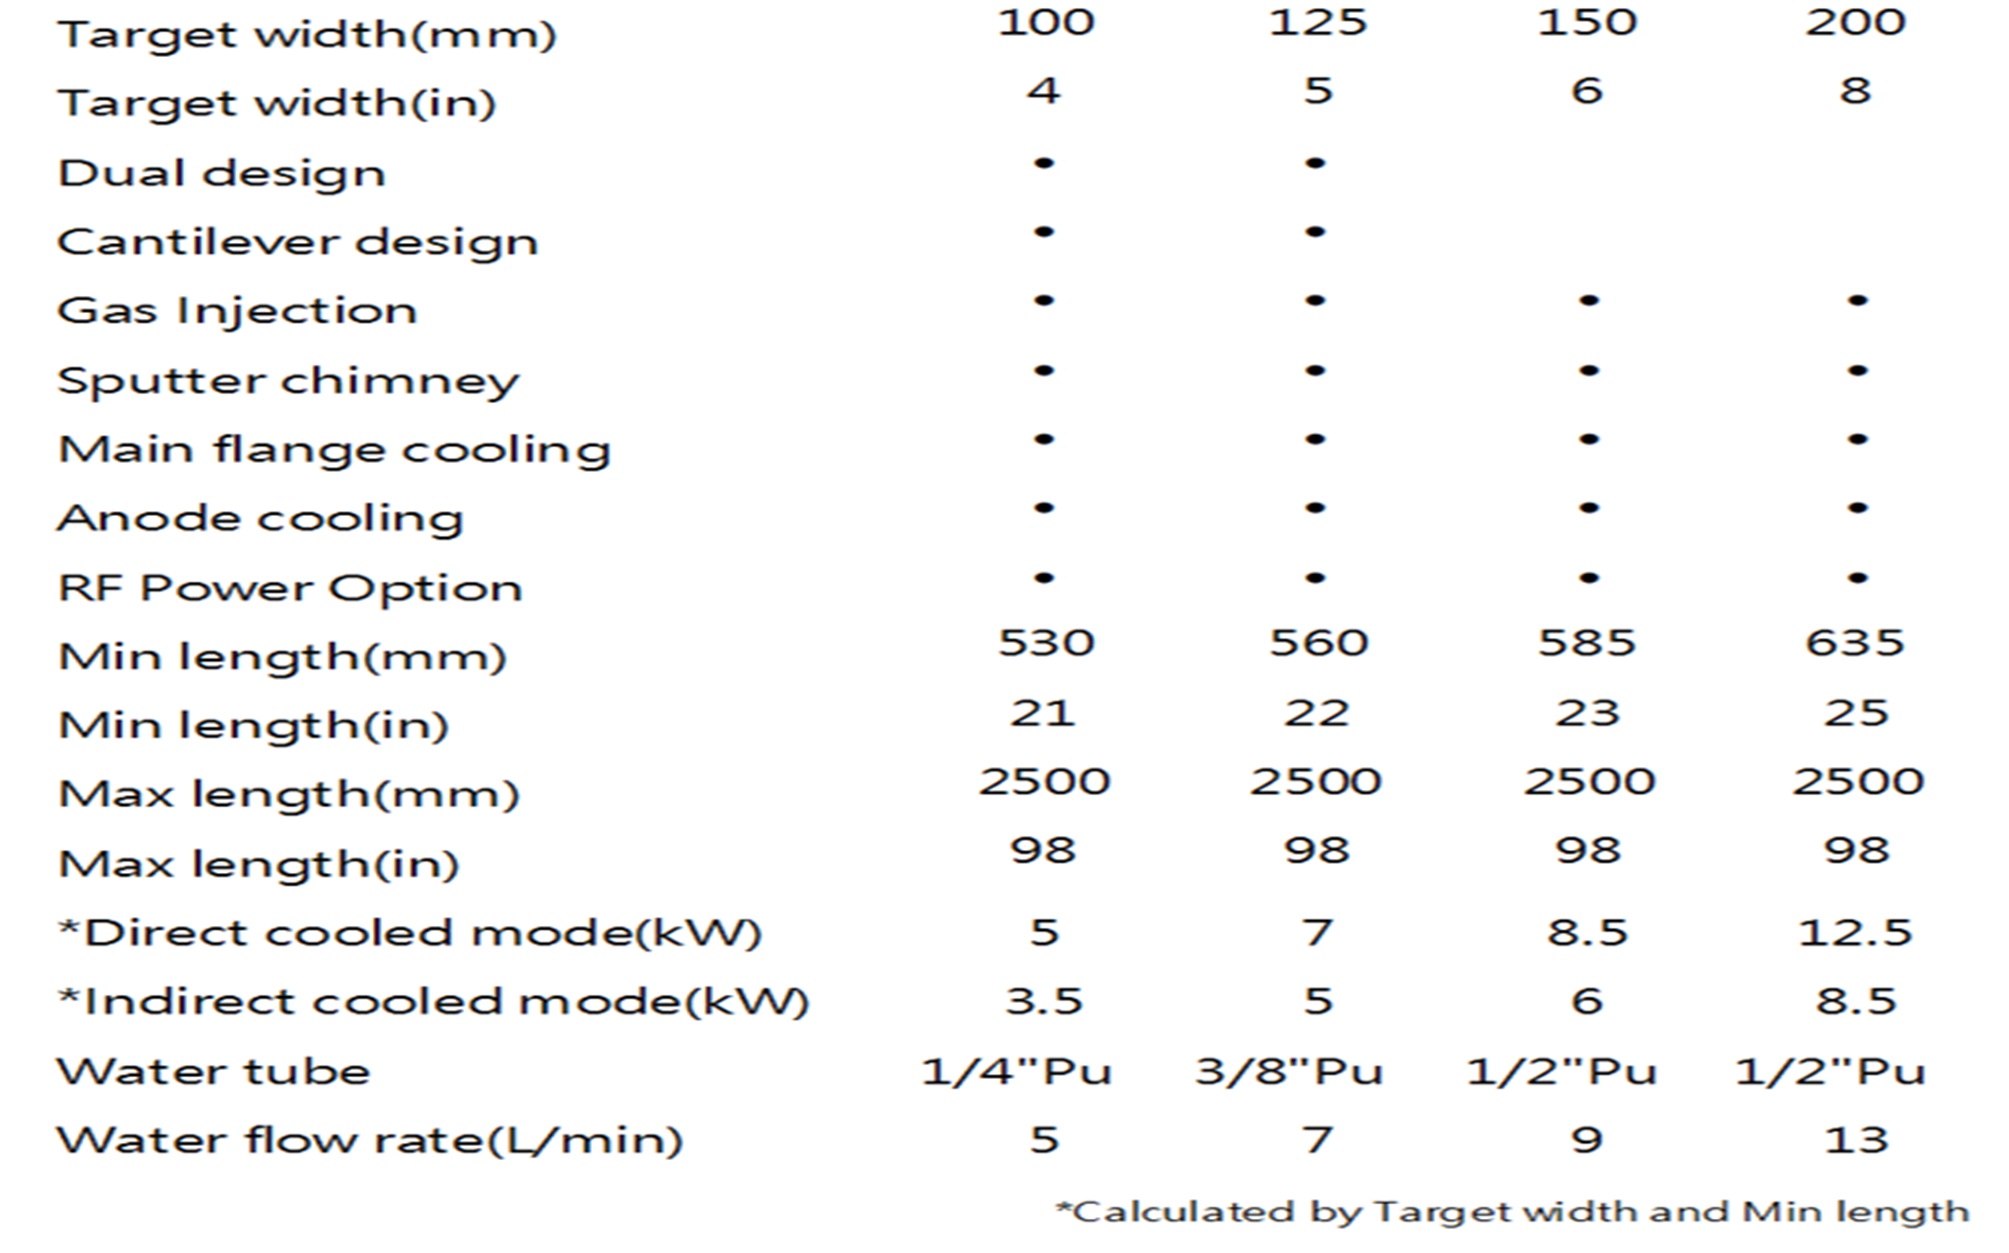 Target width(mm) 100 125 150 200
Target width(in) 4 5 6 8
Dual design • •
Cantilever design • •
Gas Injection • • • •
Sputter chimney • • • •
Main flange cooling • • • •
Anode cooling • • • •
RF Power Option • • • •
Min length(mm) 530 560 585 635
Min length(in) 21 22 23 25
Max length(mm) 2500 2500 2500 2500
Max length(in) 98 98 98 98
*Direct cooled mode(kW) 5 7 8.5 12.5
*Indirect cooled mode(kW) 3.5 5 6 8.5
Water tube 1/4"Pu 3/8"Pu 1/2"Pu 1/2"Pu
Water flow rate(L/min) 5 7 9 13
*Calculated by Target width and Min length